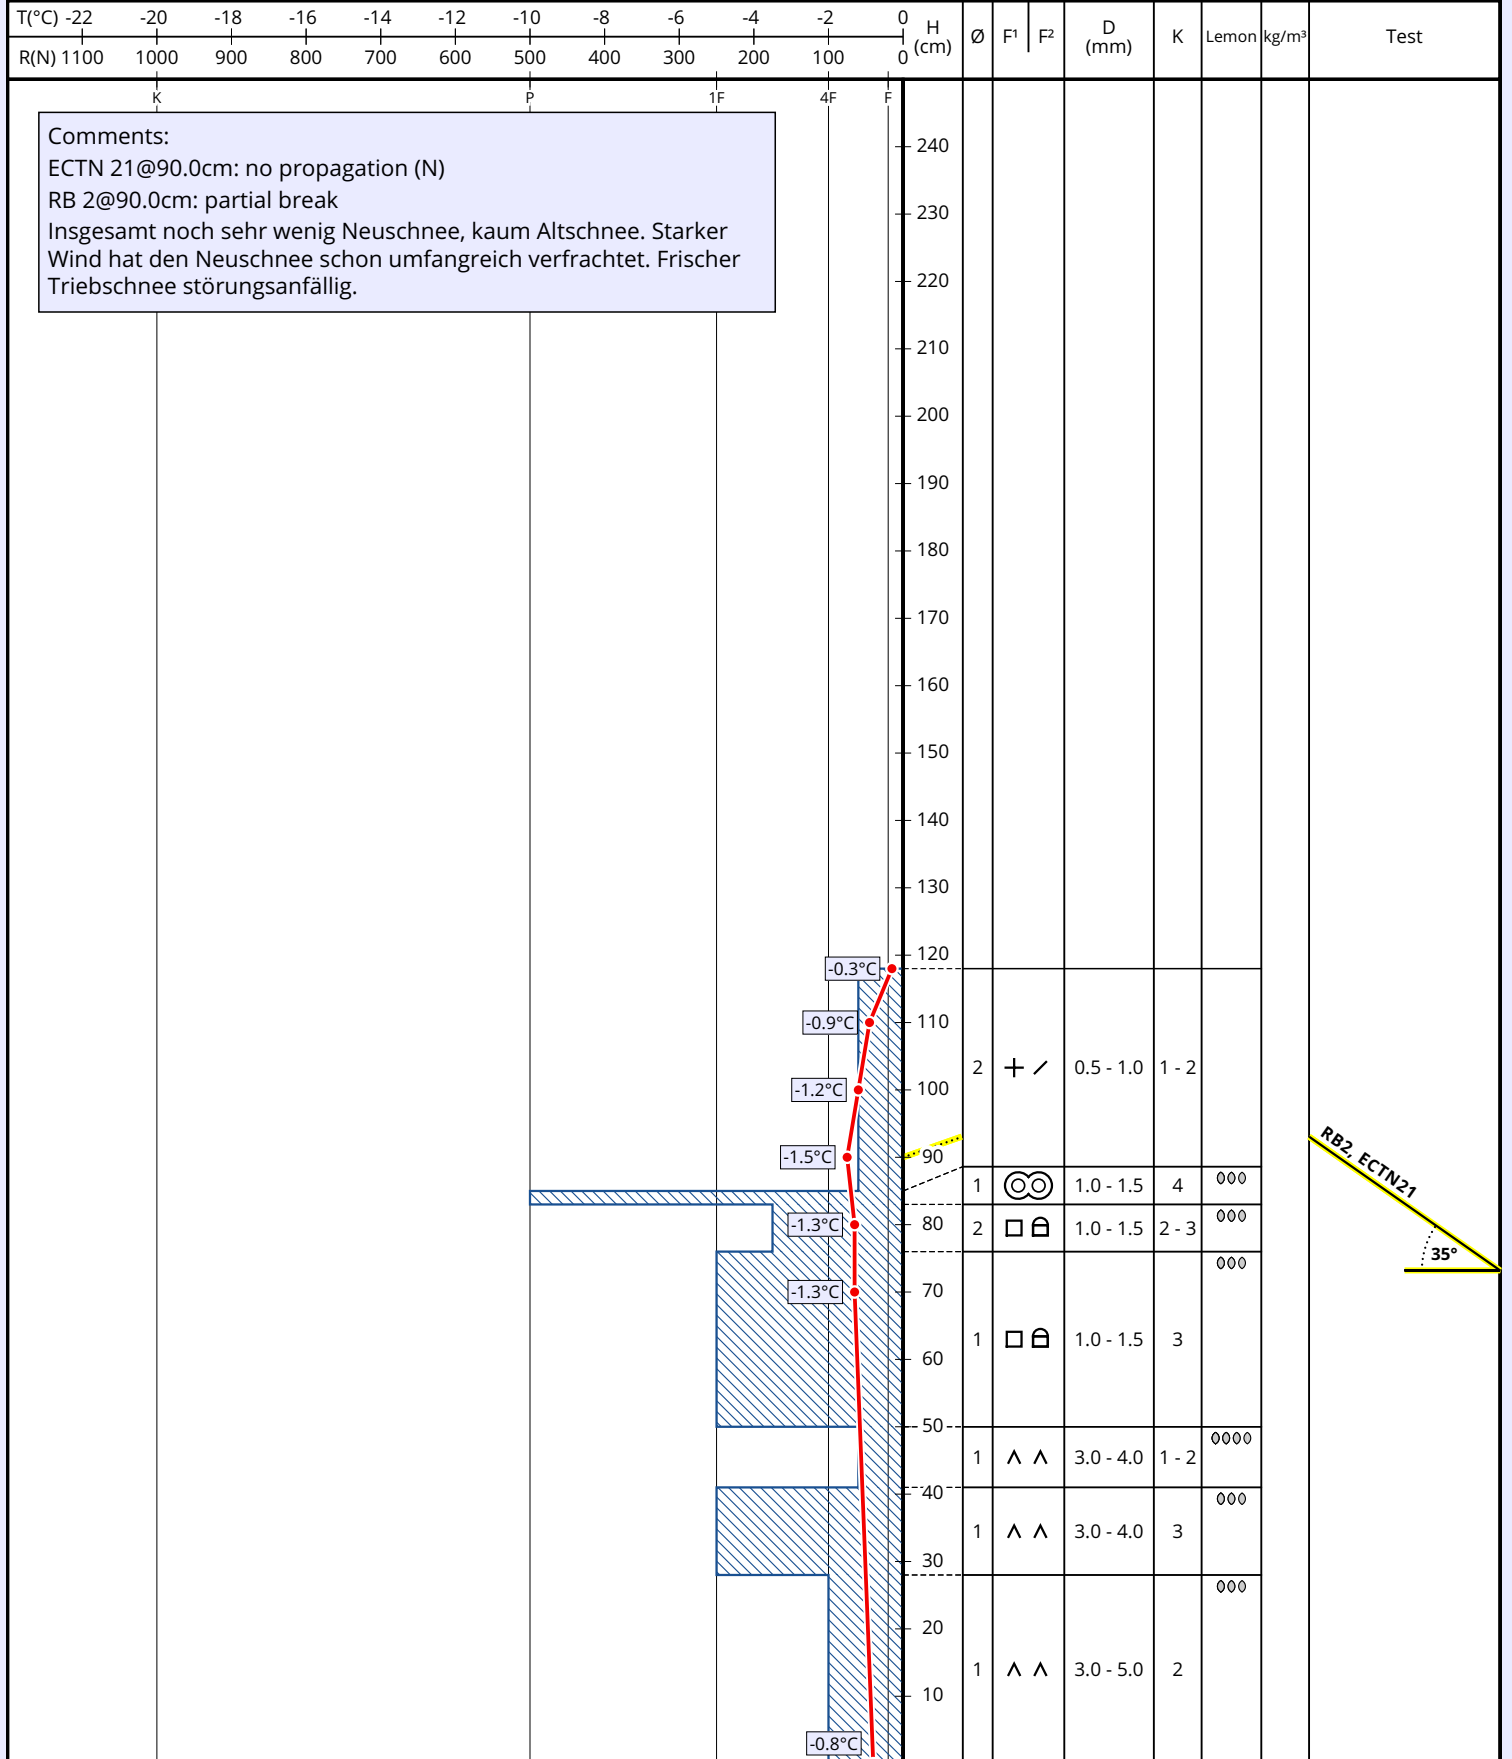 T(°C) -22 -20 -18 -16 -14 -12 -10 -8 -6 -4 -2 0
R(N) 1100 1000 900 800 700 600 500 400 300 200 100 0
H (cm) Ø F¹ F² D (mm) K Lemon kg/m³ Test
K P 1F 4F F
Comments:
ECTN 21@90.0cm: no propagation (N)
RB 2@90.0cm: partial break
Insgesamt noch sehr wenig Neuschnee, kaum Altschnee. Starker
Wind hat den Neuschnee schon umfangreich verfrachtet. Frischer
Triebschnee störungsanfällig.
240
230
220
210
200
190
180
170
160
150
140
130
120
-0.3°C
-0.9°C 110
2 + / 0.5 - 1.0 1 - 2
-1.2°C 100
-1.5°C 90
RB2, ECTN21
1 1.0 - 1.5 4
-1.3°C 80
2 1.0 - 1.5 2 - 3
35°
-1.3°C 70
1 1.0 - 1.5 3
60
50
1 ∧ ∧ 3.0 - 4.0 1 - 2
40
1 ∧ ∧ 3.0 - 4.0 3
30
20
1 ∧ ∧ 3.0 - 5.0 2
10
-0.8°C